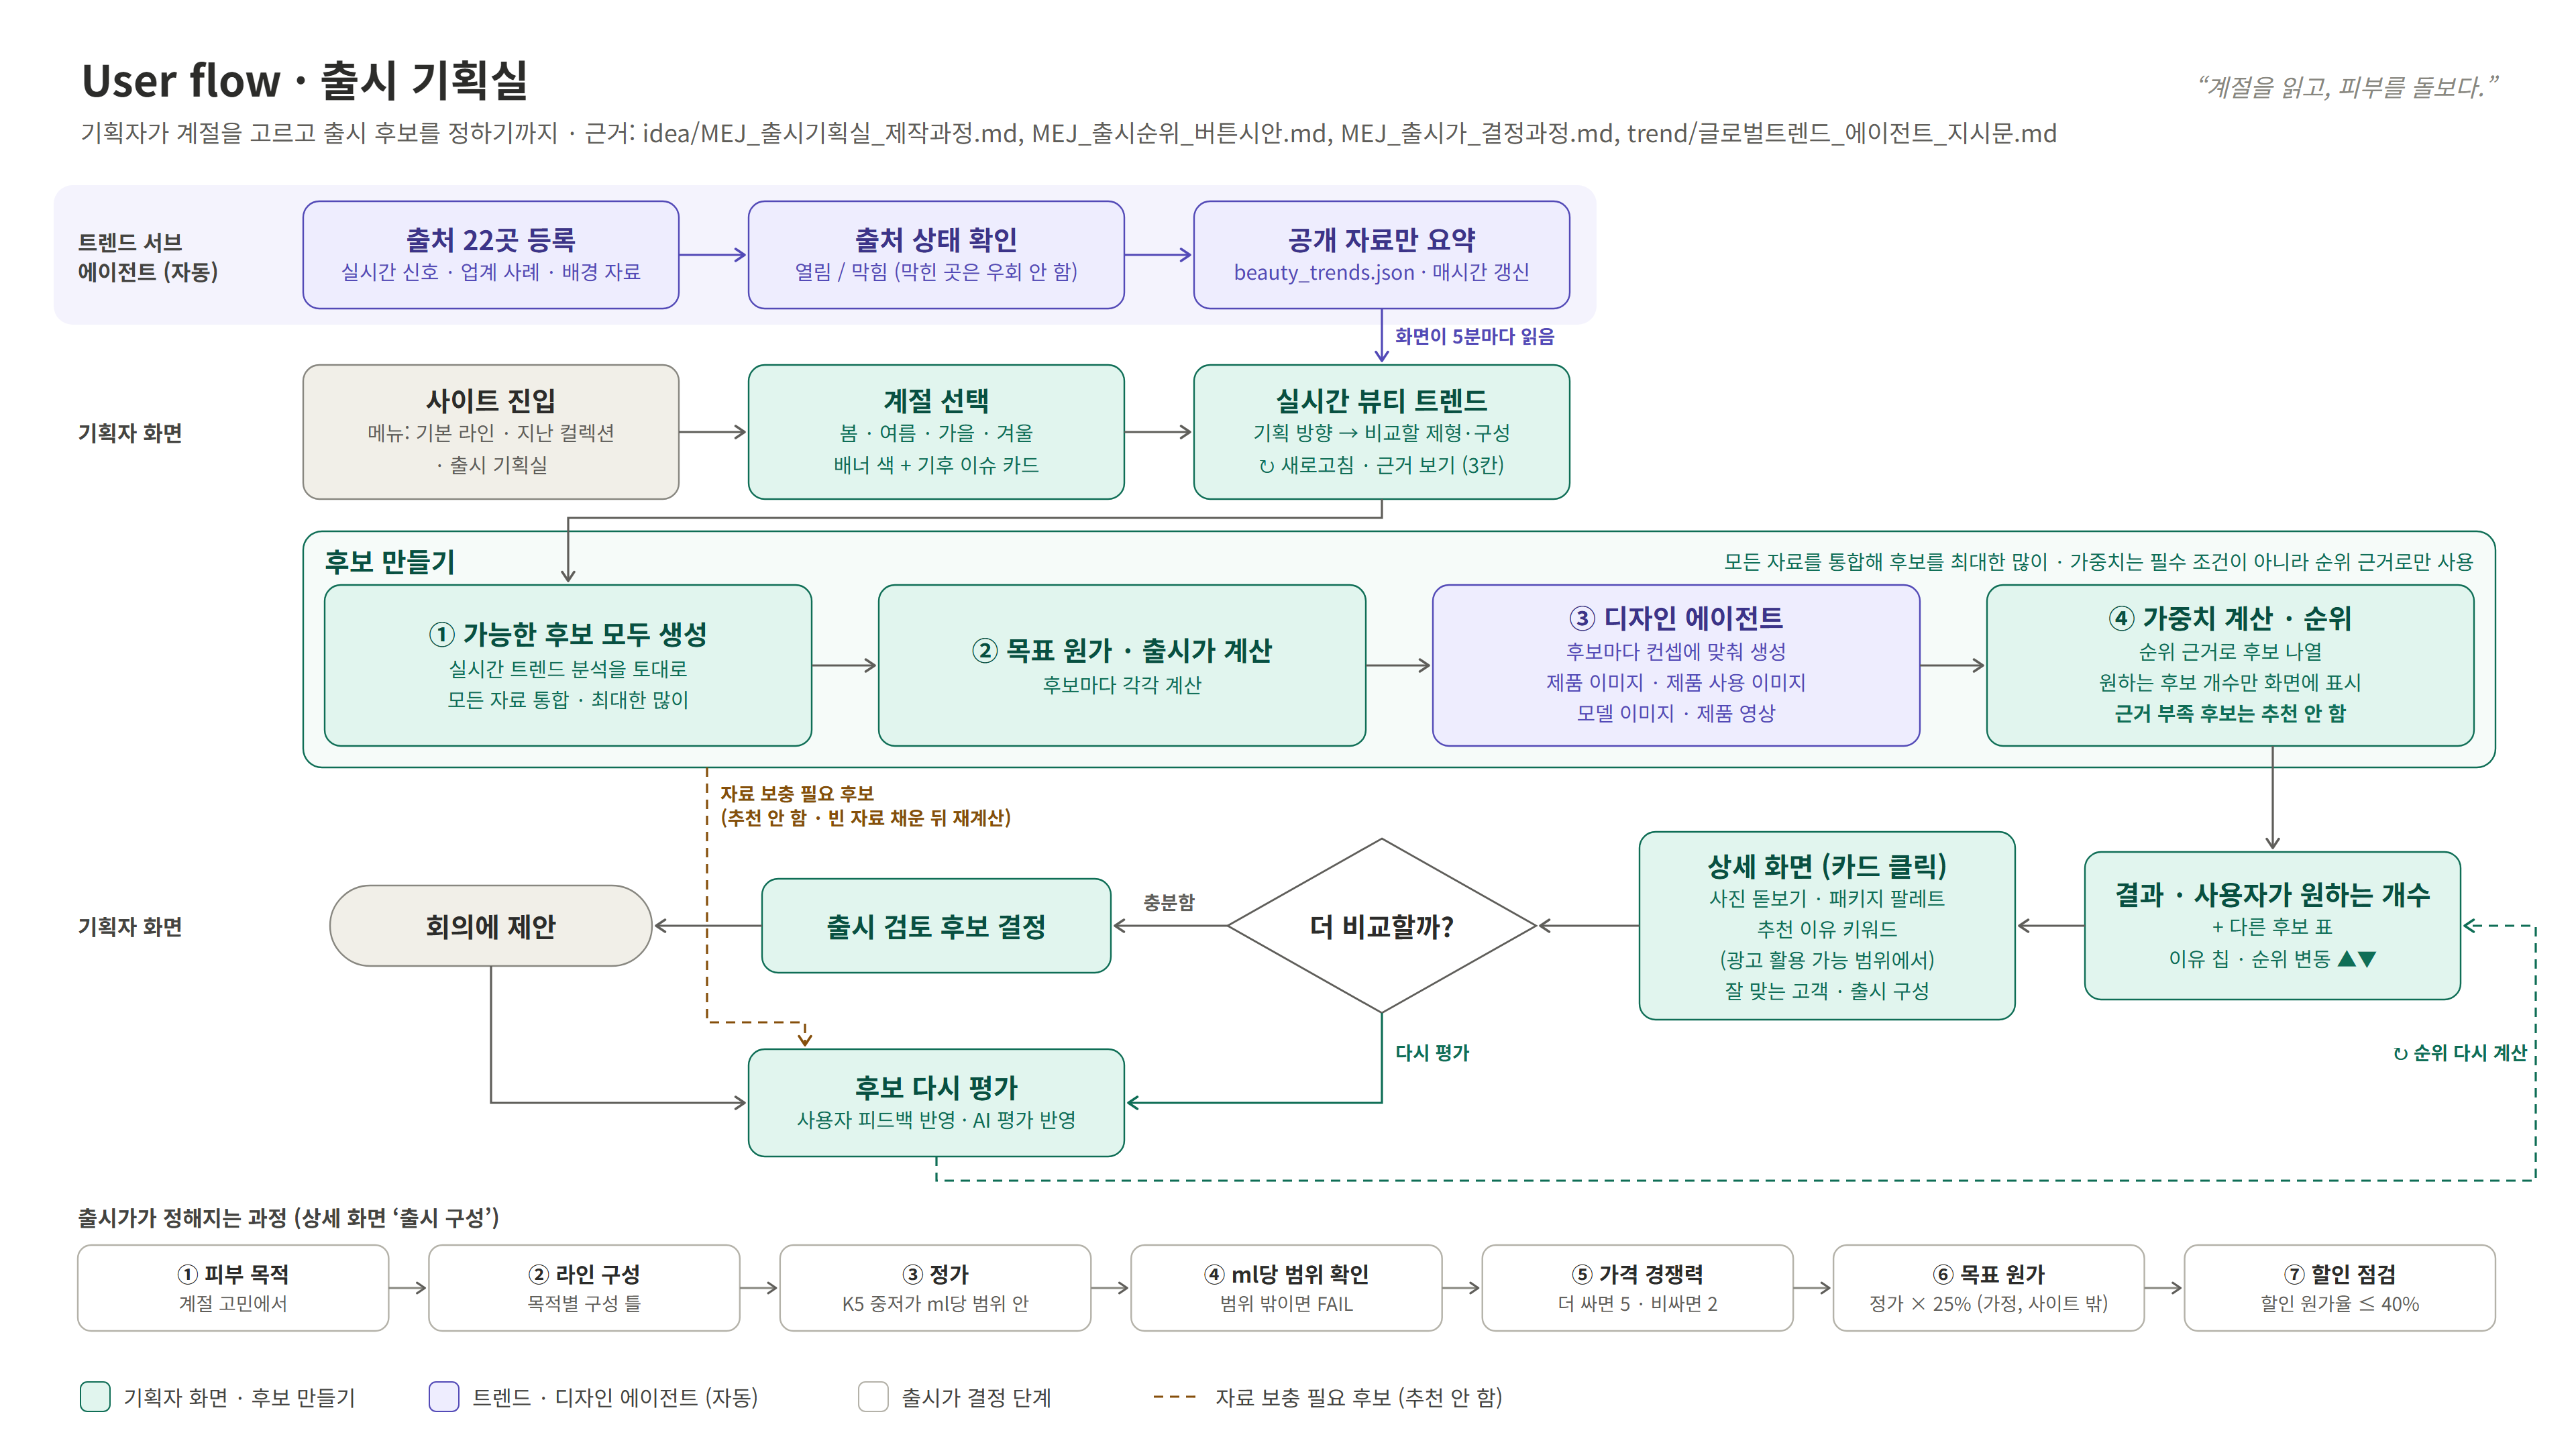 User flow · 출시 기획실
“계절을 읽고, 피부를 돌보다.”
기획자가 계절을 고르고 출시 후보를 정하기까지 · 근거: idea/MEJ_출시기획실_제작과정.md, MEJ_출시순위_버튼시안.md, MEJ_출시가_결정과정.md, trend/글로벌트렌드_에이전트_지시문.md
트렌드 서브
에이전트 (자동)
출처 22곳 등록
실시간 신호 · 업계 사례 · 배경 자료
출처 상태 확인
열림 / 막힘 (막힌 곳은 우회 안 함)
공개 자료만 요약
beauty_trends.json · 매시간 갱신
화면이 5분마다 읽음
기획자 화면
사이트 진입
메뉴: 기본 라인 · 지난 컬렉션
· 출시 기획실
계절 선택
봄 · 여름 · 가을 · 겨울
배너 색 + 기후 이슈 카드
실시간 뷰티 트렌드
기획 방향 → 비교할 제형·구성
↻ 새로고침 · 근거 보기 (3칸)
후보 만들기
모든 자료를 통합해 후보를 최대한 많이 · 가중치는 필수 조건이 아니라 순위 근거로만 사용
① 가능한 후보 모두 생성
실시간 트렌드 분석을 토대로
모든 자료 통합 · 최대한 많이
② 목표 원가 · 출시가 계산
후보마다 각각 계산
③ 디자인 에이전트
후보마다 컨셉에 맞춰 생성
제품 이미지 · 제품 사용 이미지
모델 이미지 · 제품 영상
④ 가중치 계산 · 순위
순위 근거로 후보 나열
원하는 후보 개수만 화면에 표시
근거 부족 후보는 추천 안 함
자료 보충 필요 후보
(추천 안 함 · 빈 자료 채운 뒤 재계산)
기획자 화면
회의에 제안
출시 검토 후보 결정
충분함
더 비교할까?
상세 화면 (카드 클릭)
사진 돋보기 · 패키지 팔레트
추천 이유 키워드
(광고 활용 가능 범위에서)
잘 맞는 고객 · 출시 구성
결과 · 사용자가 원하는 개수
+ 다른 후보 표
이유 칩 · 순위 변동 ▲▼
다시 평가
↻ 순위 다시 계산
후보 다시 평가
사용자 피드백 반영 · AI 평가 반영
출시가가 정해지는 과정 (상세 화면 ‘출시 구성’)
① 피부 목적
계절 고민에서
② 라인 구성
목적별 구성 틀
③ 정가
K5 중저가 ml당 범위 안
④ ml당 범위 확인
범위 밖이면 FAIL
⑤ 가격 경쟁력
더 싸면 5 · 비싸면 2
⑥ 목표 원가
정가 × 25% (가정, 사이트 밖)
⑦ 할인 점검
할인 원가율 ≤ 40%
기획자 화면 · 후보 만들기
트렌드 · 디자인 에이전트 (자동)
출시가 결정 단계
자료 보충 필요 후보 (추천 안 함)